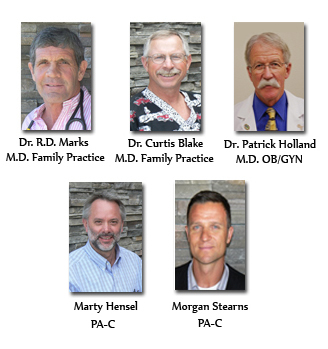 Dr. R.D. Marks
M.D. Family Practice
Dr. Curtis Blake
M.D. Family Practice
Dr. Patrick Holland
M.D. OB/GYN
Marty Hensel
PA-C
Morgan Stearns
PA-C